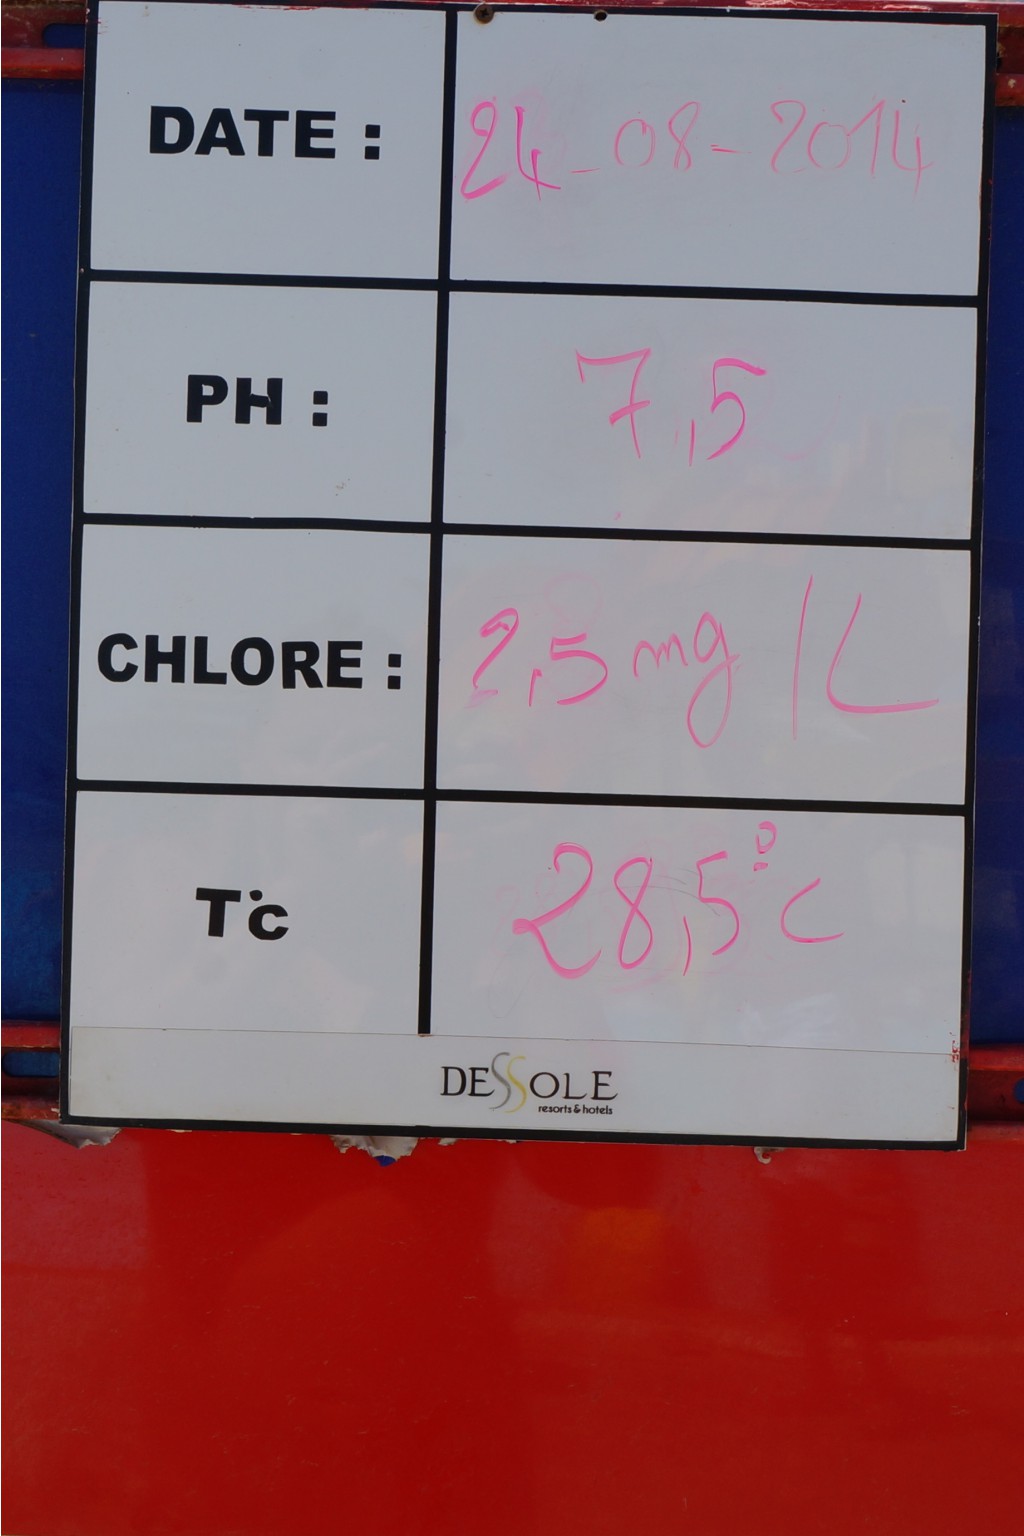 DATE : 24-08-2014
PH : 7,5
CHLORE : 2,5 mg/L
T°c 28,5°c
DESSOLE
resorts & hotels